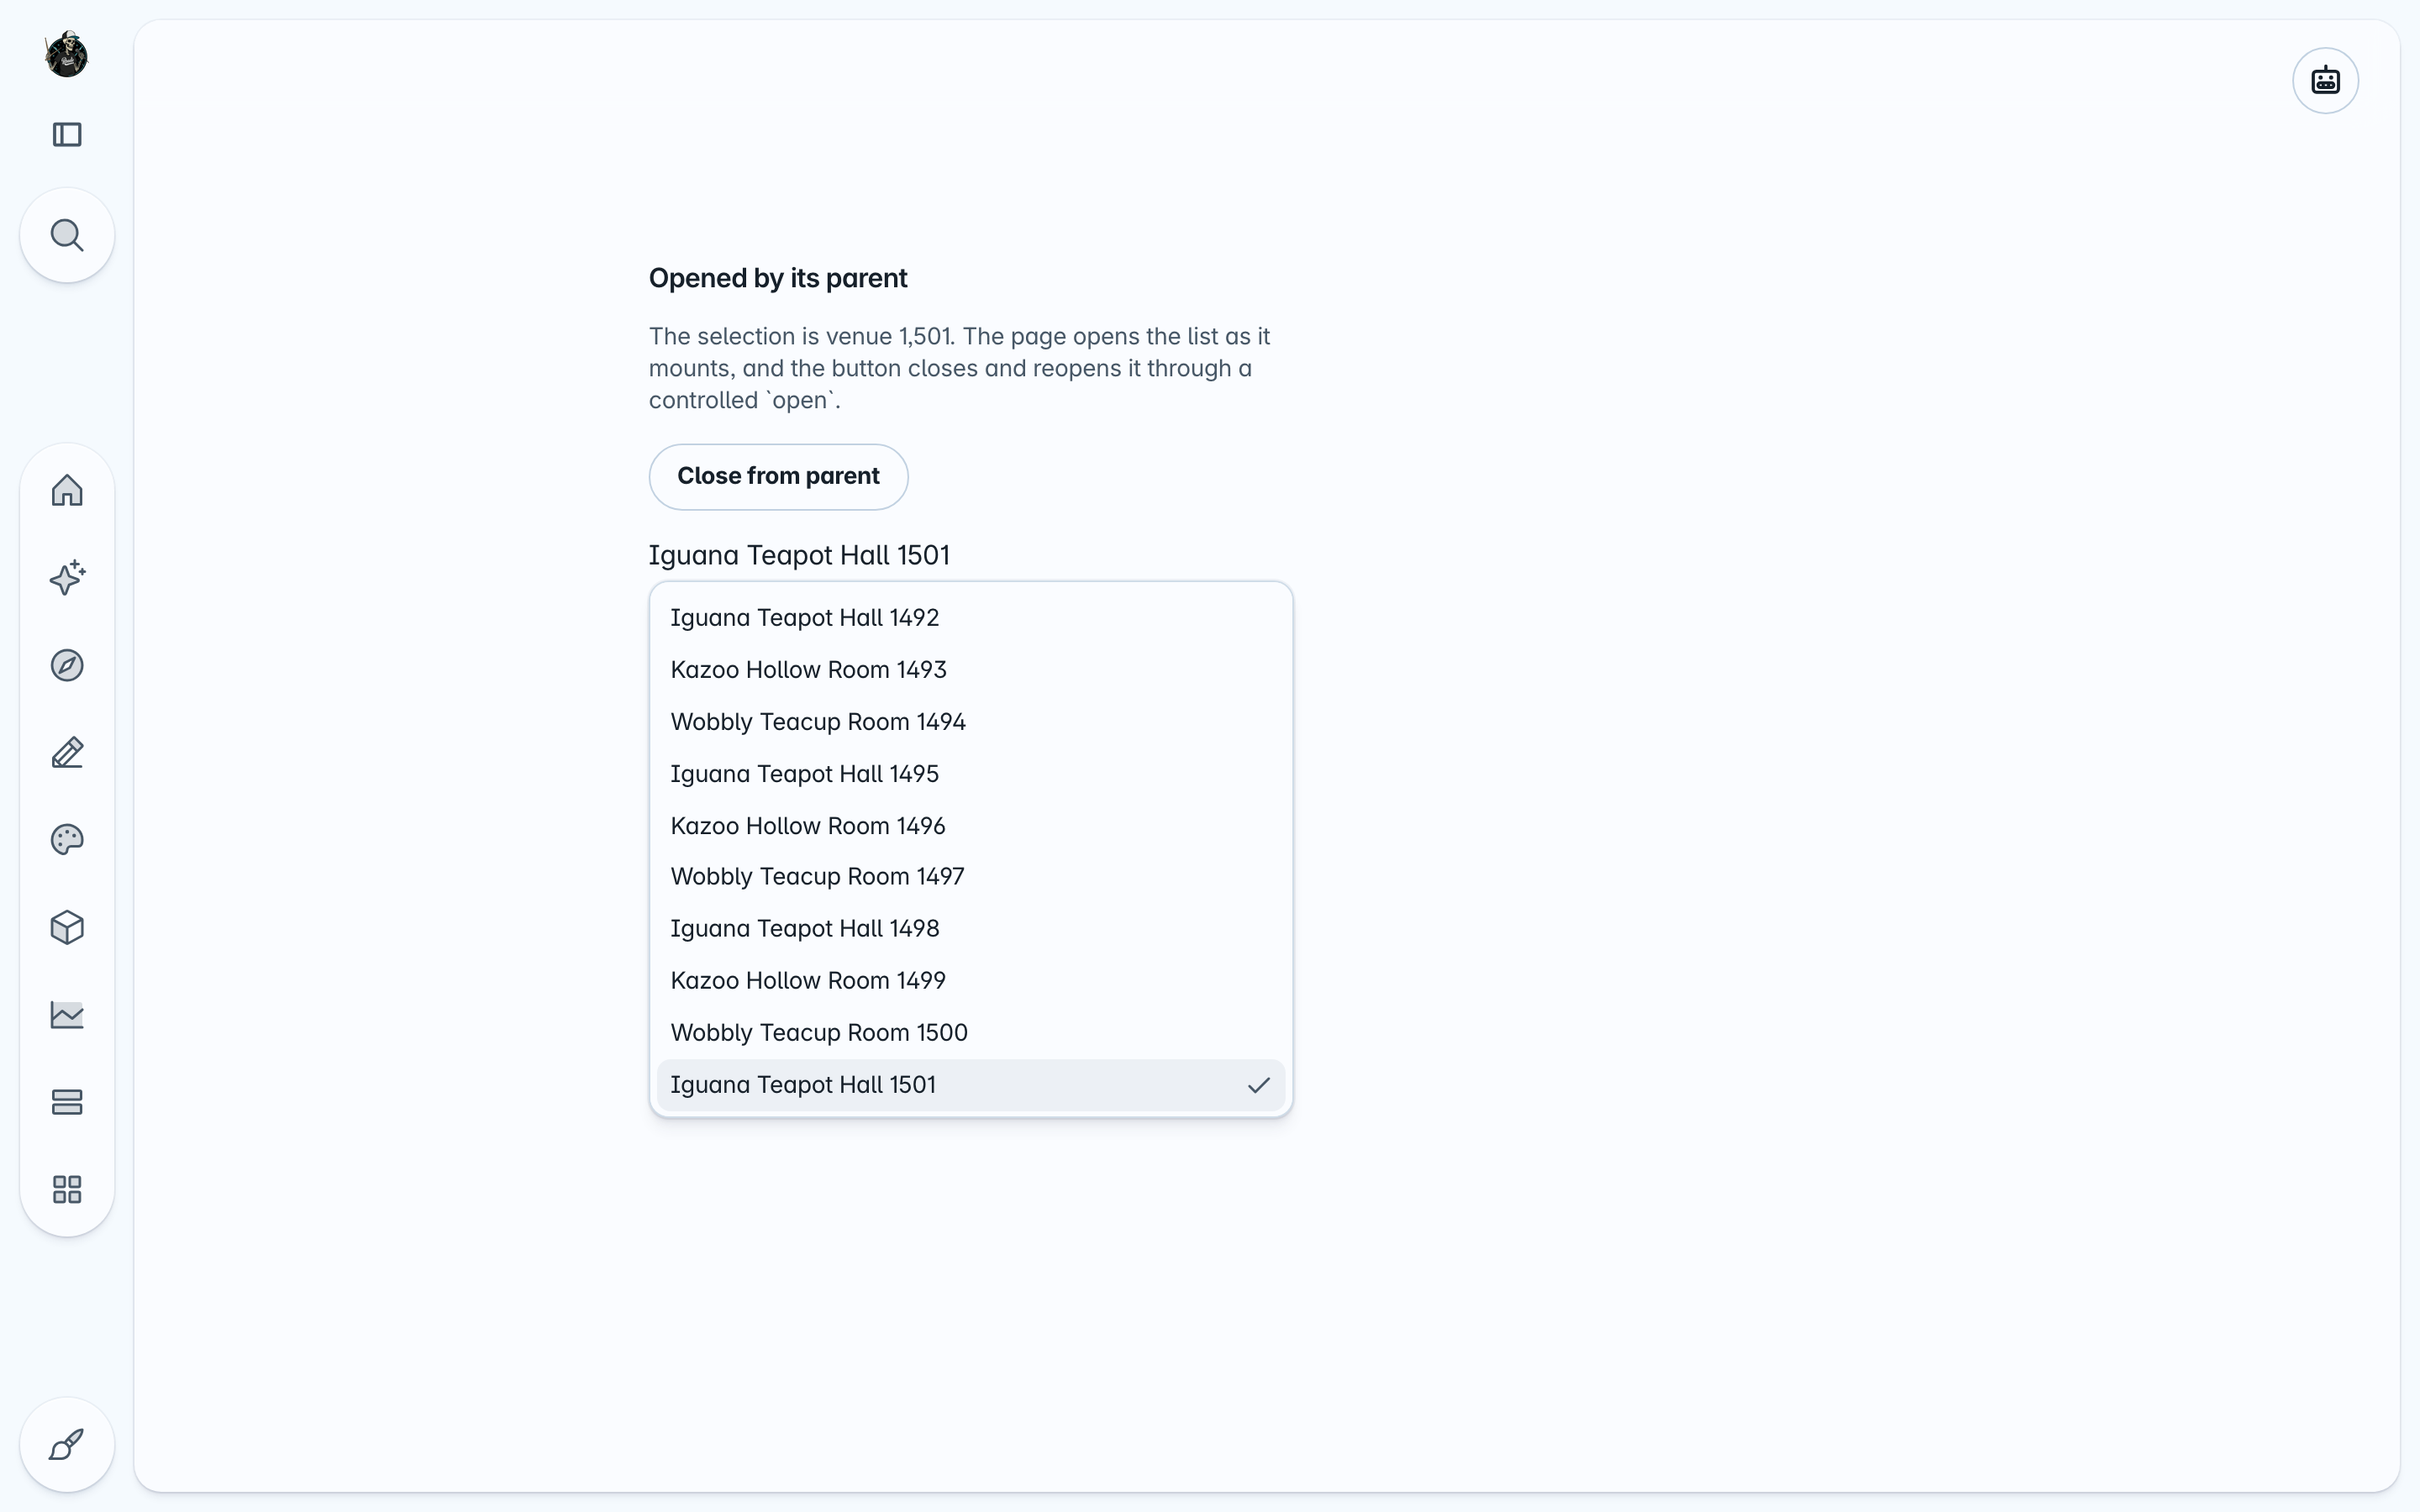 Opened by its parent
The selection is venue 1,501. The page opens the list as it
mounts, and the button closes and reopens it through a
controlled `open`.
Close from parent
Iguana Teapot Hall 1501
Iguana Teapot Hall 1492
Kazoo Hollow Room 1493
Wobbly Teacup Room 1494
Iguana Teapot Hall 1495
Kazoo Hollow Room 1496
Wobbly Teacup Room 1497
Iguana Teapot Hall 1498
Kazoo Hollow Room 1499
Wobbly Teacup Room 1500
Iguana Teapot Hall 1501